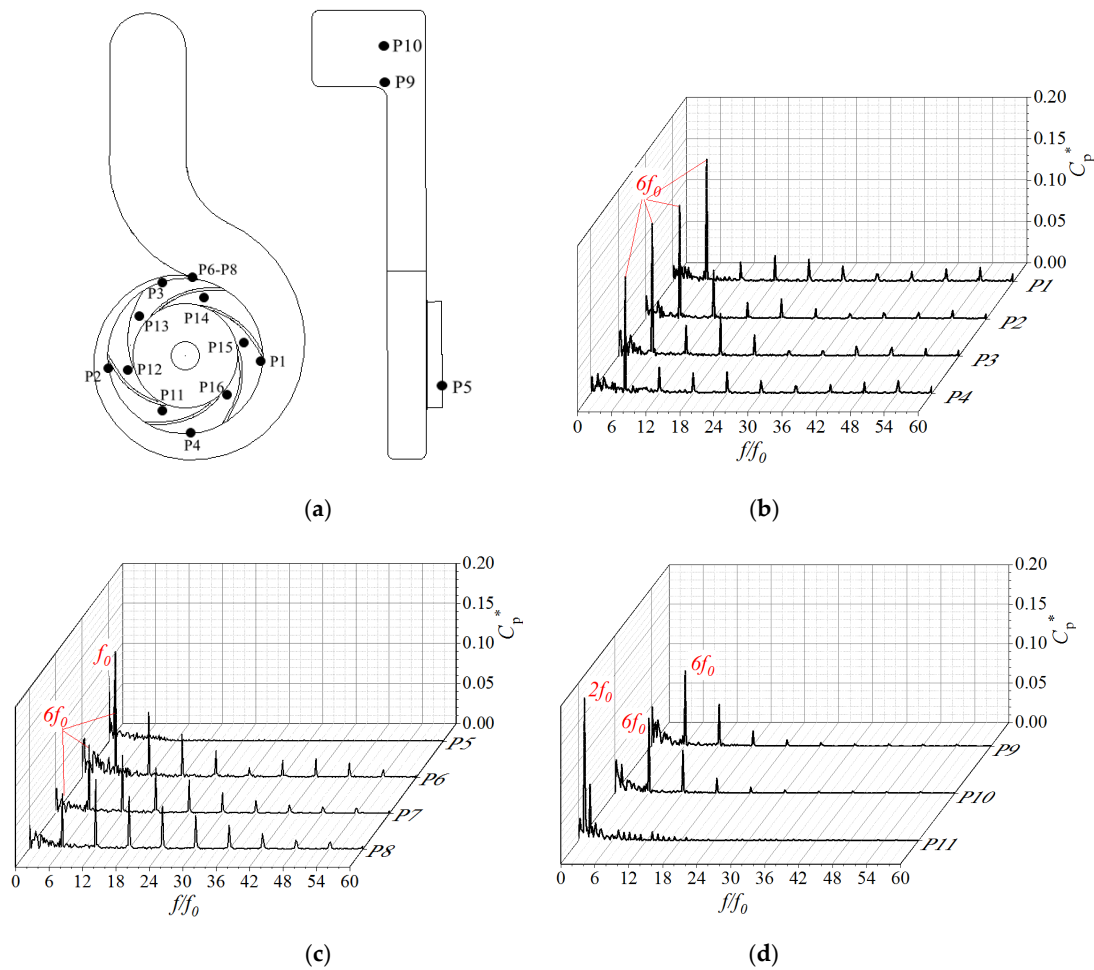 P10
P9
P6-P8
P3
P14
P13
P15
P1
P2
P12
P16
P11
P5
P4
(a)
0.20
0.15
0.10
0.05
0.00
Cp*
6f0
P1
P2
P3
P4
0 6 12 18 24 30 36 42 48 54 60
f/f0
(b)
0.20
0.15
0.10
0.05
0.00
Cp*
f0
6f0
P5
P6
P7
P8
0 6 12 18 24 30 36 42 48 54 60
f/f0
(c)
0.20
0.15
0.10
0.05
0.00
Cp*
6f0
2f0
6f0
P9
P10
P11
0 6 12 18 24 30 36 42 48 54 60
f/f0
(d)